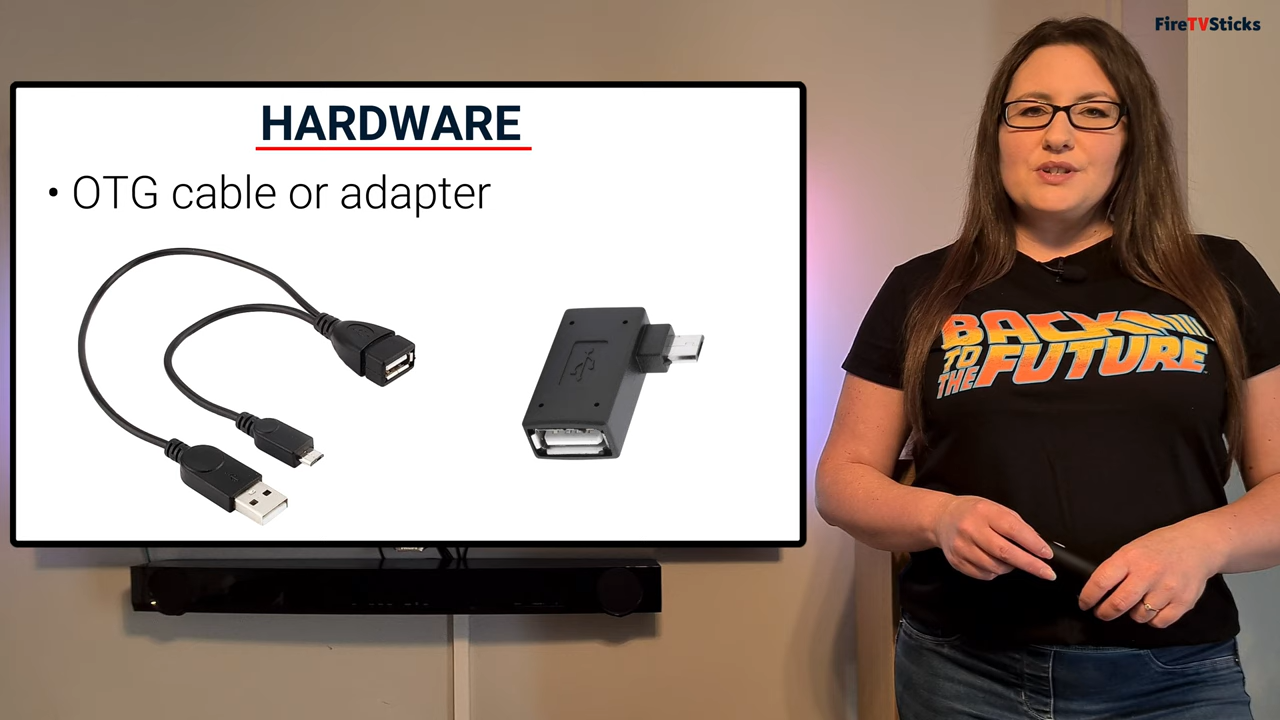 FireTVSticks
HARDWARE
• OTG cable or adapter
BACK
TO THE FUTURE